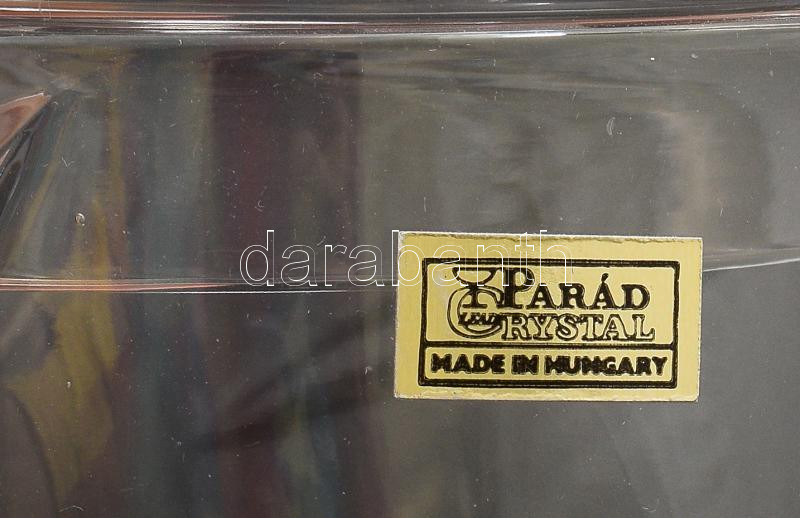 darabanth
PARÁD
LEAD CRYSTAL
MADE IN HUNGARY